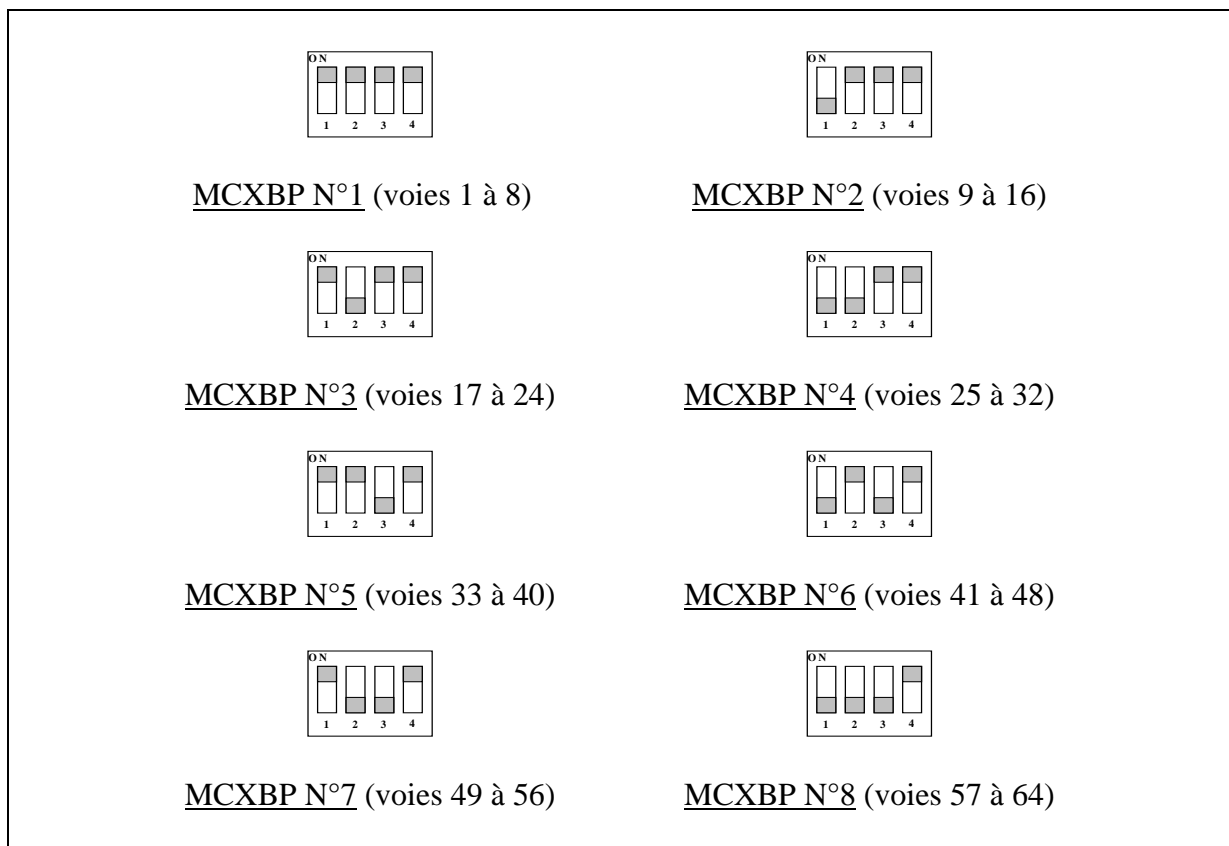 ON ON
1 2 3 4 1 2 3 4
MCXBP N°1 (voies 1 à 8) MCXBP N°2 (voies 9 à 16)
ON ON
1 2 3 4 1 2 3 4
MCXBP N°3 (voies 17 à 24) MCXBP N°4 (voies 25 à 32)
ON ON
1 2 3 4 1 2 3 4
MCXBP N°5 (voies 33 à 40) MCXBP N°6 (voies 41 à 48)
ON ON
1 2 3 4 1 2 3 4
MCXBP N°7 (voies 49 à 56) MCXBP N°8 (voies 57 à 64)